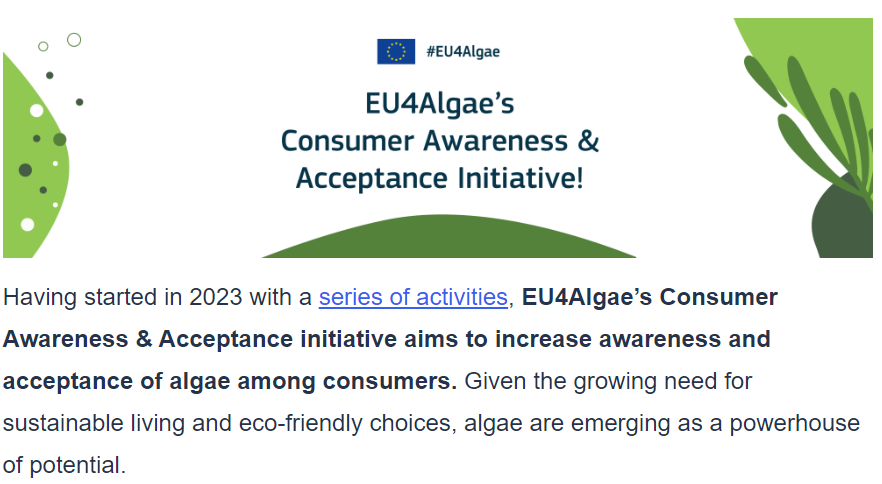 #EU4Algae
EU4Algae’s
Consumer Awareness &
Acceptance Initiative!
Having started in 2023 with a series of activities, EU4Algae’s Consumer
Awareness & Acceptance initiative aims to increase awareness and
acceptance of algae among consumers. Given the growing need for
sustainable living and eco-friendly choices, algae are emerging as a powerhouse
of potential.